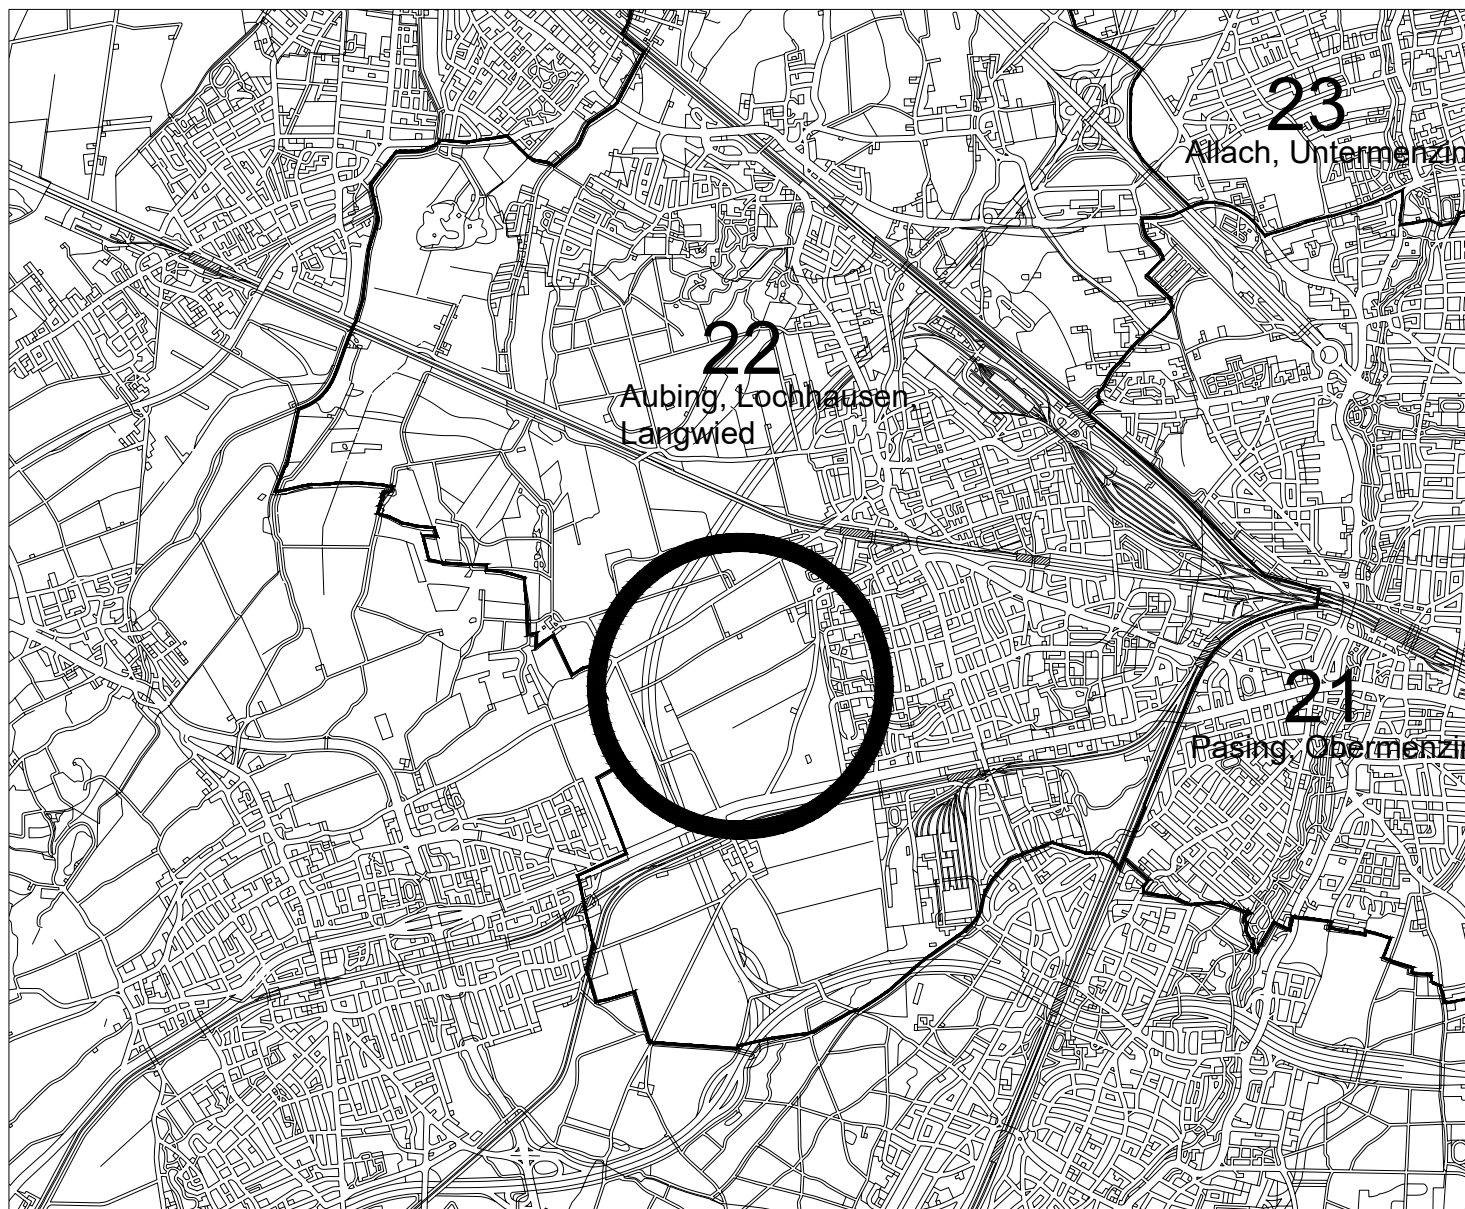 23
Allach, Untermenzin
22
Aubing, Lochhausen,
Langwied
21
Pasing, Obermenzin